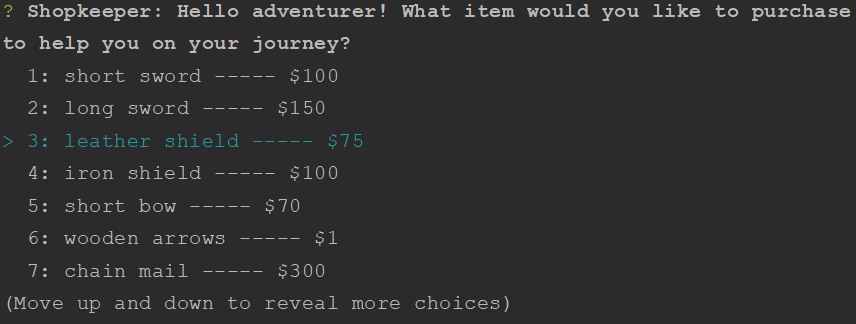 ? Shopkeeper: Hello adventurer! What item would you like to purchase
to help you on your journey?
1: short sword ----- $100
2: long sword ----- $150
> 3: leather shield ----- $75
4: iron shield ----- $100
5: short bow ----- $70
6: wooden arrows ----- $1
7: chain mail ----- $300
(Move up and down to reveal more choices)